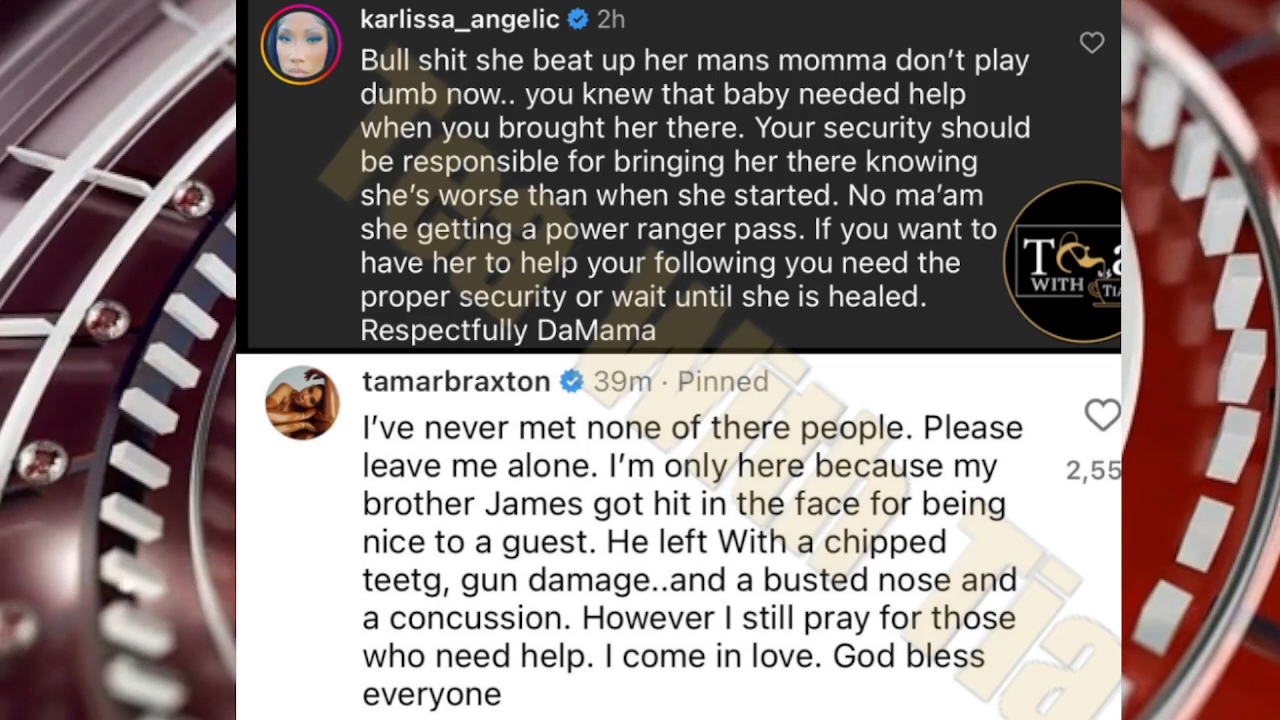 karlissa_angelic 2h
Bull shit she beat up her mans momma don't play
dumb now.. you knew that baby needed help
when you brought her there. Your security should
be responsible for bringing her there knowing
she's worse than when she started. No ma'am
she getting a power ranger pass. If you want to
have her to help your following you need the
proper security or wait until she is healed.
Respectfully DaMama
T a
WITH Tia
tamarbraxton 39m · Pinned
I've never met none of there people. Please
leave me alone. I'm only here because my
2,55
brother James got hit in the face for being
nice to a guest. He left With a chipped
teetg, gun damage..and a busted nose and
a concussion. However I still pray for those
who need help. I come in love. God bless
everyone
Tea With Tia